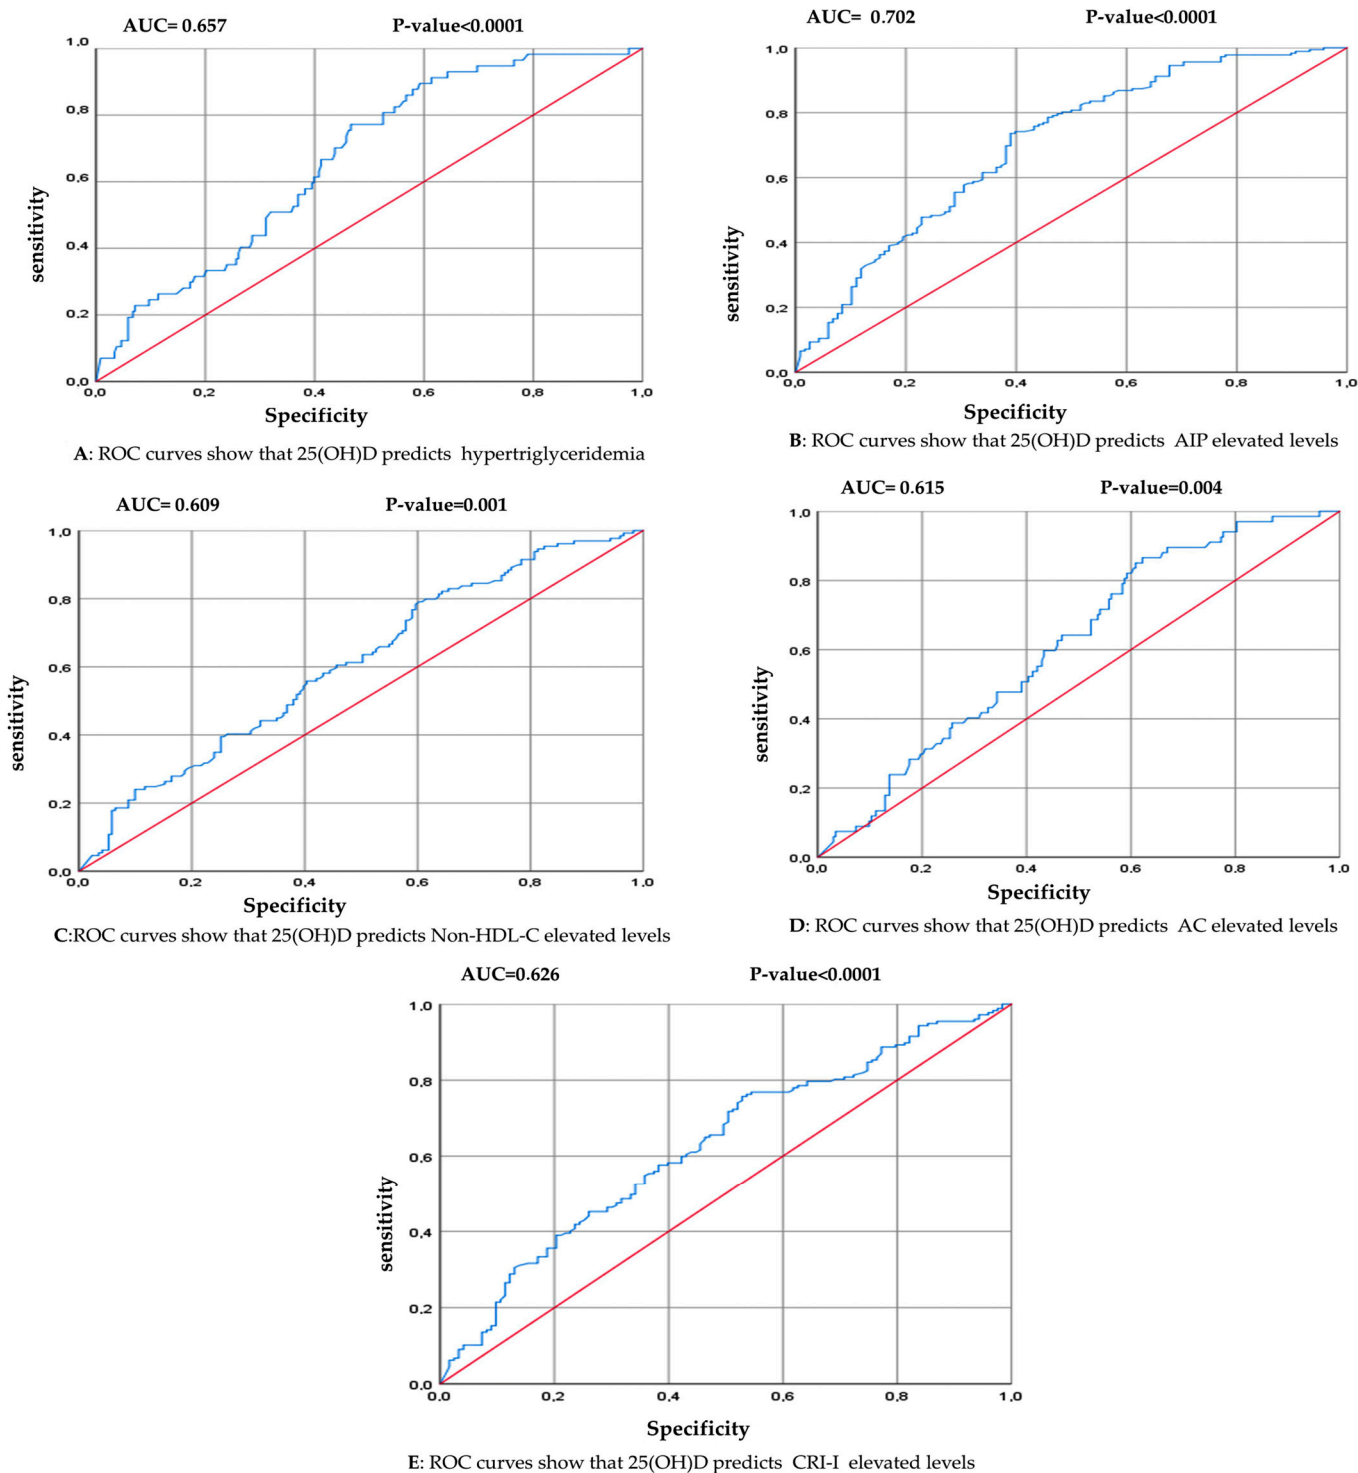 AUC= 0.657 P-value<0.0001
1.0
0.8
0.6
0.4
0.2
0.0
sensitivity
0.0 0.2 0.4 0.6 0.8 1.0
Specificity
A: ROC curves show that 25(OH)D predicts hypertriglyceridemia
AUC= 0.702 P-value<0.0001
1.0
0.8
0.6
0.4
0.2
0.0
sensitivity
0.0 0.2 0.4 0.6 0.8 1.0
Specificity
B: ROC curves show that 25(OH)D predicts AIP elevated levels
AUC= 0.609 P-value=0.001
1.0
0.8
0.6
0.4
0.2
0.0
sensitivity
0.0 0.2 0.4 0.6 0.8 1.0
Specificity
C:ROC curves show that 25(OH)D predicts Non-HDL-C elevated levels
AUC= 0.615 P-value=0.004
1.0
0.8
0.6
0.4
0.2
0.0
sensitivity
0.0 0.2 0.4 0.6 0.8 1.0
Specificity
D: ROC curves show that 25(OH)D predicts AC elevated levels
AUC=0.626 P-value<0.0001
1.0
0.8
0.6
0.4
0.2
0.0
sensitivity
0.0 0.2 0.4 0.6 0.8 1.0
Specificity
E: ROC curves show that 25(OH)D predicts CRI-I elevated levels